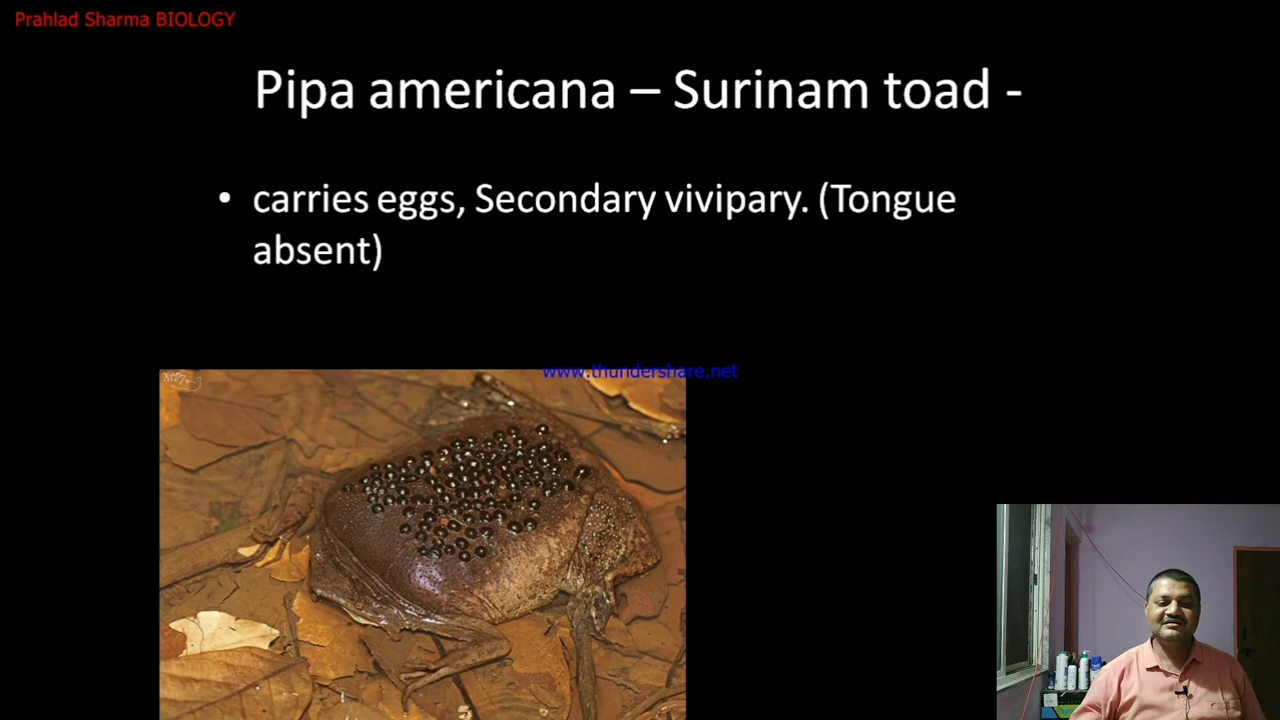 Prahlad Sharma BIOLOGY
Pipa americana – Surinam toad -
• carries eggs, Secondary vivipary. (Tongue
absent)
www.thundershare.net